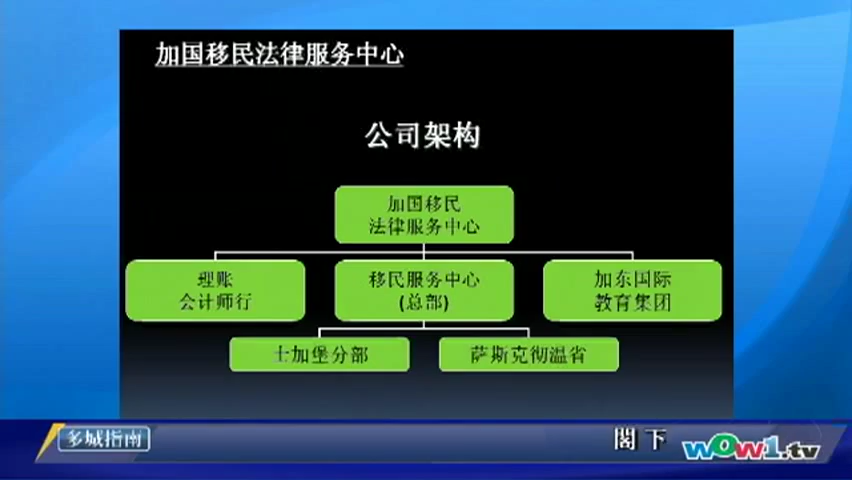 加国移民法律服务中心
公司架构
加国移民
法律服务中心
理账
会计师行
移民服务中心
(总部)
加东国际
教育集团
士加堡分部
萨斯克彻温省
多城指南
閣下
wow1.tv